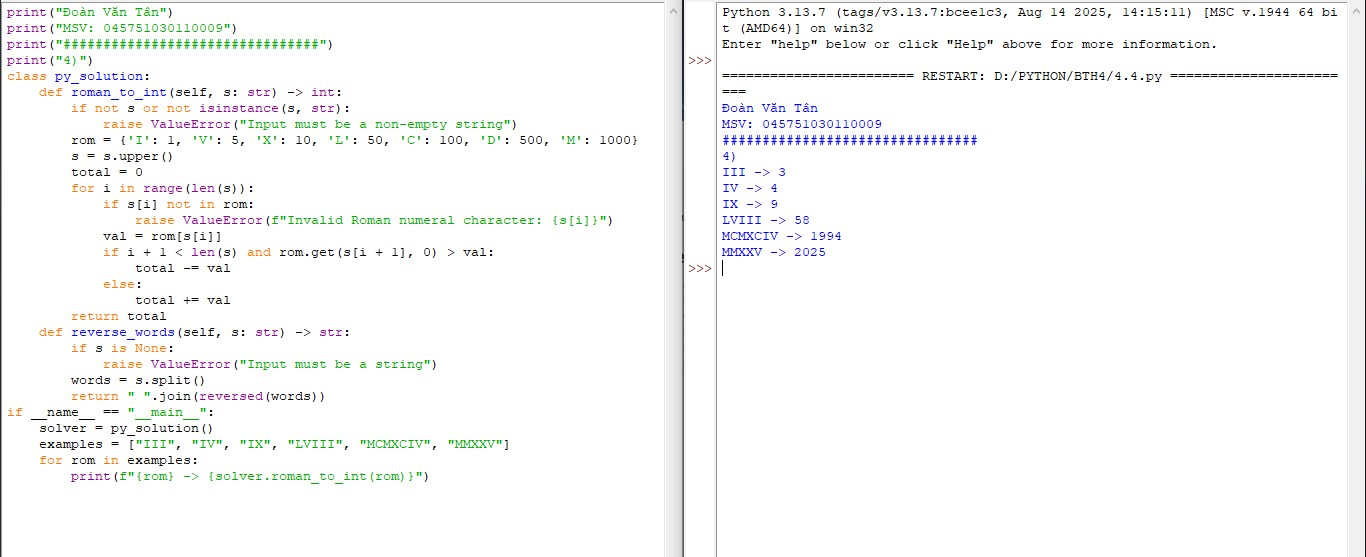 print("Đoàn Văn Tân")
print("MSV: 045751030110009")
print("################################")
print("4)")
class py_solution:
    def roman_to_int(self, s: str) -> int:
        if not s or not isinstance(s, str):
            raise ValueError("Input must be a non-empty string")
        rom = {'I': 1, 'V': 5, 'X': 10, 'L': 50, 'C': 100, 'D': 500, 'M': 1000}
        s = s.upper()
        total = 0
        for i in range(len(s)):
            if s[i] not in rom:
                raise ValueError(f"Invalid Roman numeral character: {s[i]}")
            val = rom[s[i]]
            if i + 1 < len(s) and rom.get(s[i + 1], 0) > val:
                total -= val
            else:
                total += val
        return total
    def reverse_words(self, s: str) -> str:
        if s is None:
            raise ValueError("Input must be a string")
        words = s.split()
        return " ".join(reversed(words))
if __name__ == "__main__":
    solver = py_solution()
    examples = ["III", "IV", "IX", "LVIII", "MCMXCIV", "MMXXV"]
    for rom in examples:
        print(f"{rom} -> {solver.roman_to_int(rom)}")
Python 3.13.7 (tags/v3.13.7:bcee1c3, Aug 14 2025, 14:15:11) [MSC v.1944 64 bi
t (AMD64)] on win32
Enter "help" below or click "Help" above for more information.
>>>
======================== RESTART: D:/PYTHON/BTH4/4.4.py =====================
===
Đoàn Văn Tân
MSV: 045751030110009
################################
4)
III -> 3
IV -> 4
IX -> 9
LVIII -> 58
MCMXCIV -> 1994
MMXXV -> 2025
>>>